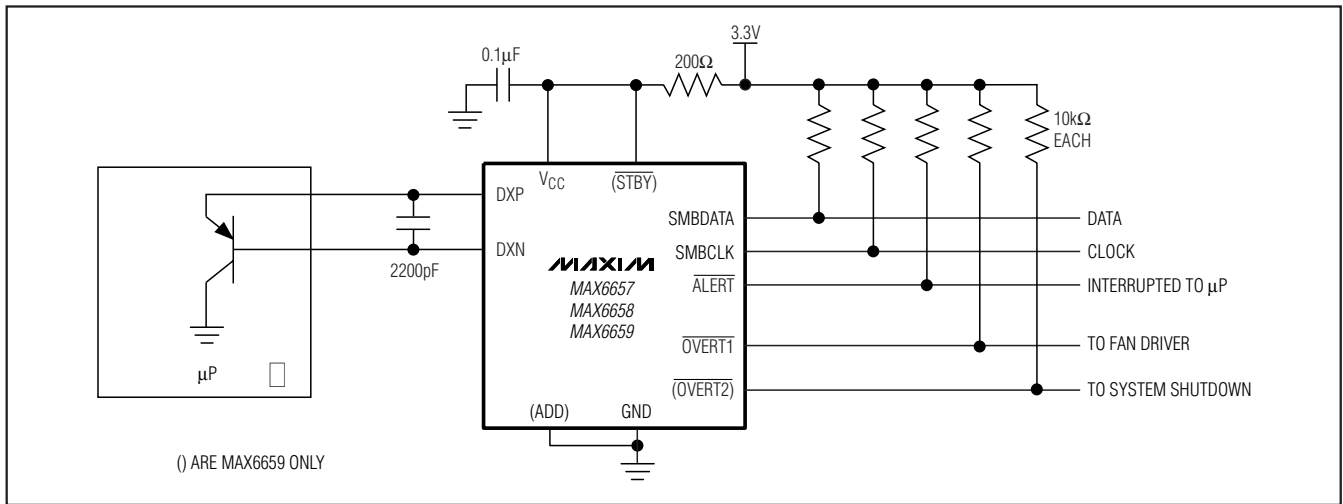 3.3V
0.1µF
200Ω
10kΩ
EACH
DXP
VCC
(STBY)
SMBDATA
DATA
DXN
SMBCLK
CLOCK
2200pF
MAXIM
MAX6657
MAX6658
MAX6659
ALERT
INTERRUPTED TO µP
OVERT1
TO FAN DRIVER
µP
(OVERT2)
TO SYSTEM SHUTDOWN
(ADD)
GND
() ARE MAX6659 ONLY